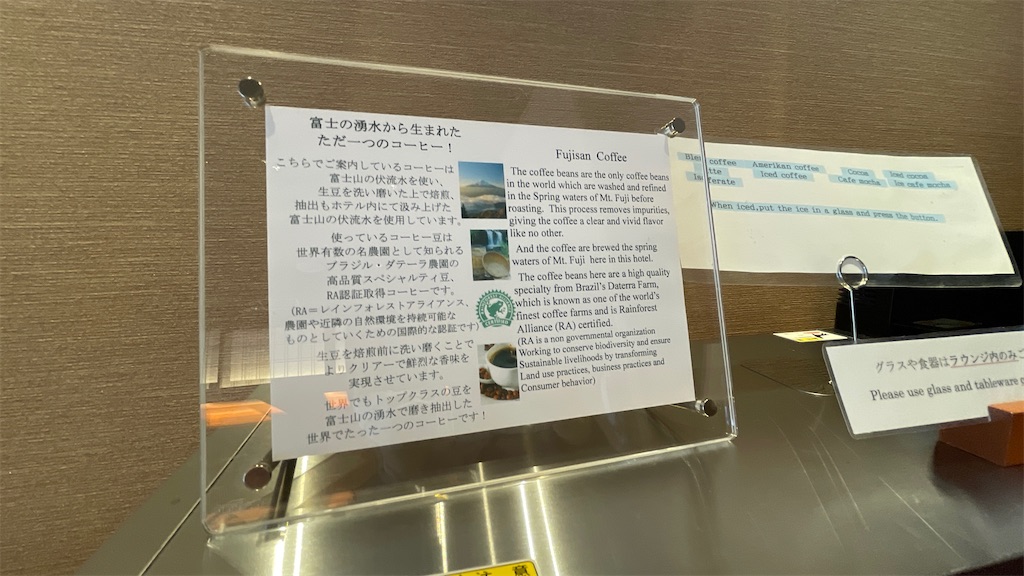 富士の湧水から生まれた
ただ一つのコーヒー！
こちらでご案内しているコーヒーは
富士山の伏流水を使い、
生豆を洗い磨いた上で焙煎、
抽出もホテル内にて汲み上げた
富士山の伏流水を使用しています。
使っているコーヒー豆は
世界有数の名農園として知られる
ブラジル・ダテーラ農園の
高品質スペシャルティ豆、
RA認証取得コーヒーです。
(RA＝レインフォレストアライアンス、
農園や近隣の自然環境を持続可能な
ものとしていくための国際的な認証です)
生豆を焙煎前に洗い磨くことで
よりクリアーで鮮烈な香味を
実現させています。
世界でもトップクラスの豆を
富士山の湧水で磨き抽出した
世界でたった一つのコーヒーです！
Fujisan Coffee
The coffee beans are the only coffee beans
in the world which are washed and refined
in the Spring waters of Mt. Fuji before
roasting. This process removes impurities,
giving the coffee a clear and vivid flavor
like no other.
And the coffee are brewed the spring
waters of Mt. Fuji here in this hotel.
The coffee beans here are a high quality
specialty from Brazil's Daterra Farm,
which is known as one of the world's
finest coffee farms and is Rainforest
Alliance (RA) certified.
(RA is a non governmental organization
Working to conserve biodiversity and ensure
Sustainable livelihoods by transforming
Land use practices, business practices and
Consumer behavior)
coffee Amerikan coffee Cocoa Iced cocoa
Iced coffee Cafe mocha Ice cafe mocha
When iced,put the ice in a glass and press the button.
グラスや食器はラウンジ内のみご
Please use glass and tableware
注意